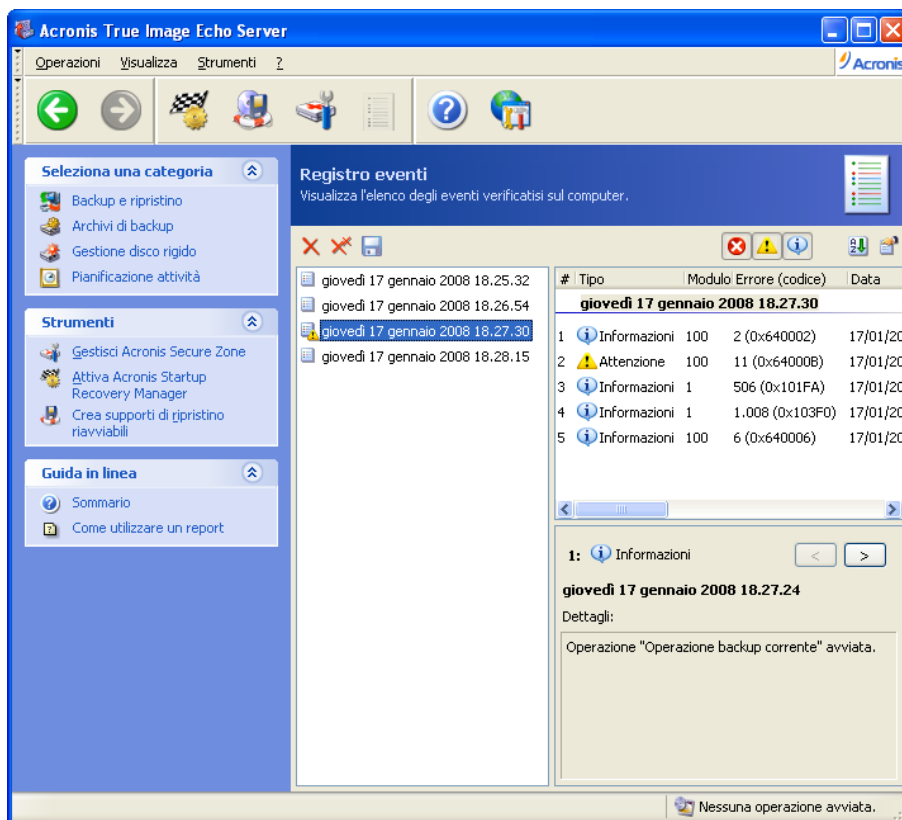 Acronis True Image Echo Server
Operazioni Visualizza Strumenti ?
Acronis
Seleziona una categoria
Backup e ripristino
Archivi di backup
Gestione disco rigido
Pianificazione attività
Strumenti
Gestisci Acronis Secure Zone
Attiva Acronis Startup
Recovery Manager
Crea supporti di ripristino
riavviabili
Guida in linea
Sommario
Come utilizzare un report
Registro eventi
Visualizza l'elenco degli eventi verificatisi sul computer.
giovedì 17 gennaio 2008 18.25.32
giovedì 17 gennaio 2008 18.26.54
giovedì 17 gennaio 2008 18.27.30
giovedì 17 gennaio 2008 18.28.15
# Tipo Modulo Errore (codice) Data
giovedì 17 gennaio 2008 18.27.30
1 Informazioni 100 2 (0x640002) 17/01/20
2 Attenzione 100 11 (0x64000B) 17/01/20
3 Informazioni 1 506 (0x101FA) 17/01/20
4 Informazioni 1 1.008 (0x103F0) 17/01/20
5 Informazioni 100 6 (0x640006) 17/01/20
1: Informazioni < >
giovedì 17 gennaio 2008 18.27.24
Dettagli:
Operazione "Operazione backup corrente" avviata.
Nessuna operazione avviata.